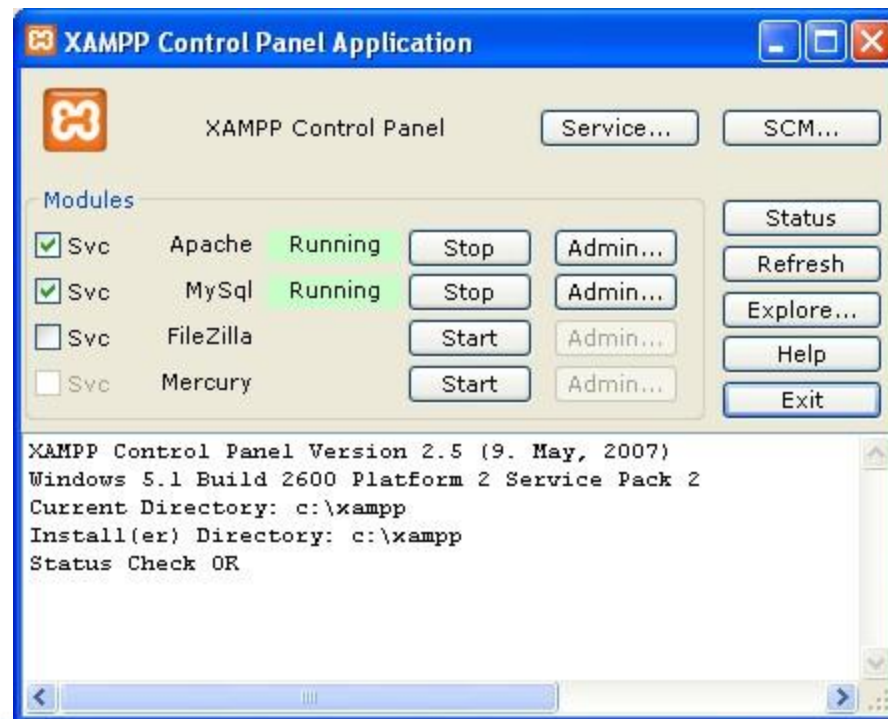 XAMPP Control Panel Application
XAMPP Control Panel
Service...
SCM...
Modules
Svc Apache Running Stop Admin...
Svc MySql Running Stop Admin...
Svc FileZilla Start Admin...
Svc Mercury Start Admin...
Status
Refresh
Explore...
Help
Exit
XAMPP Control Panel Version 2.5 (9. May, 2007)
Windows 5.1 Build 2600 Platform 2 Service Pack 2
Current Directory: c:\xampp
Install(er) Directory: c:\xampp
Status Check OK